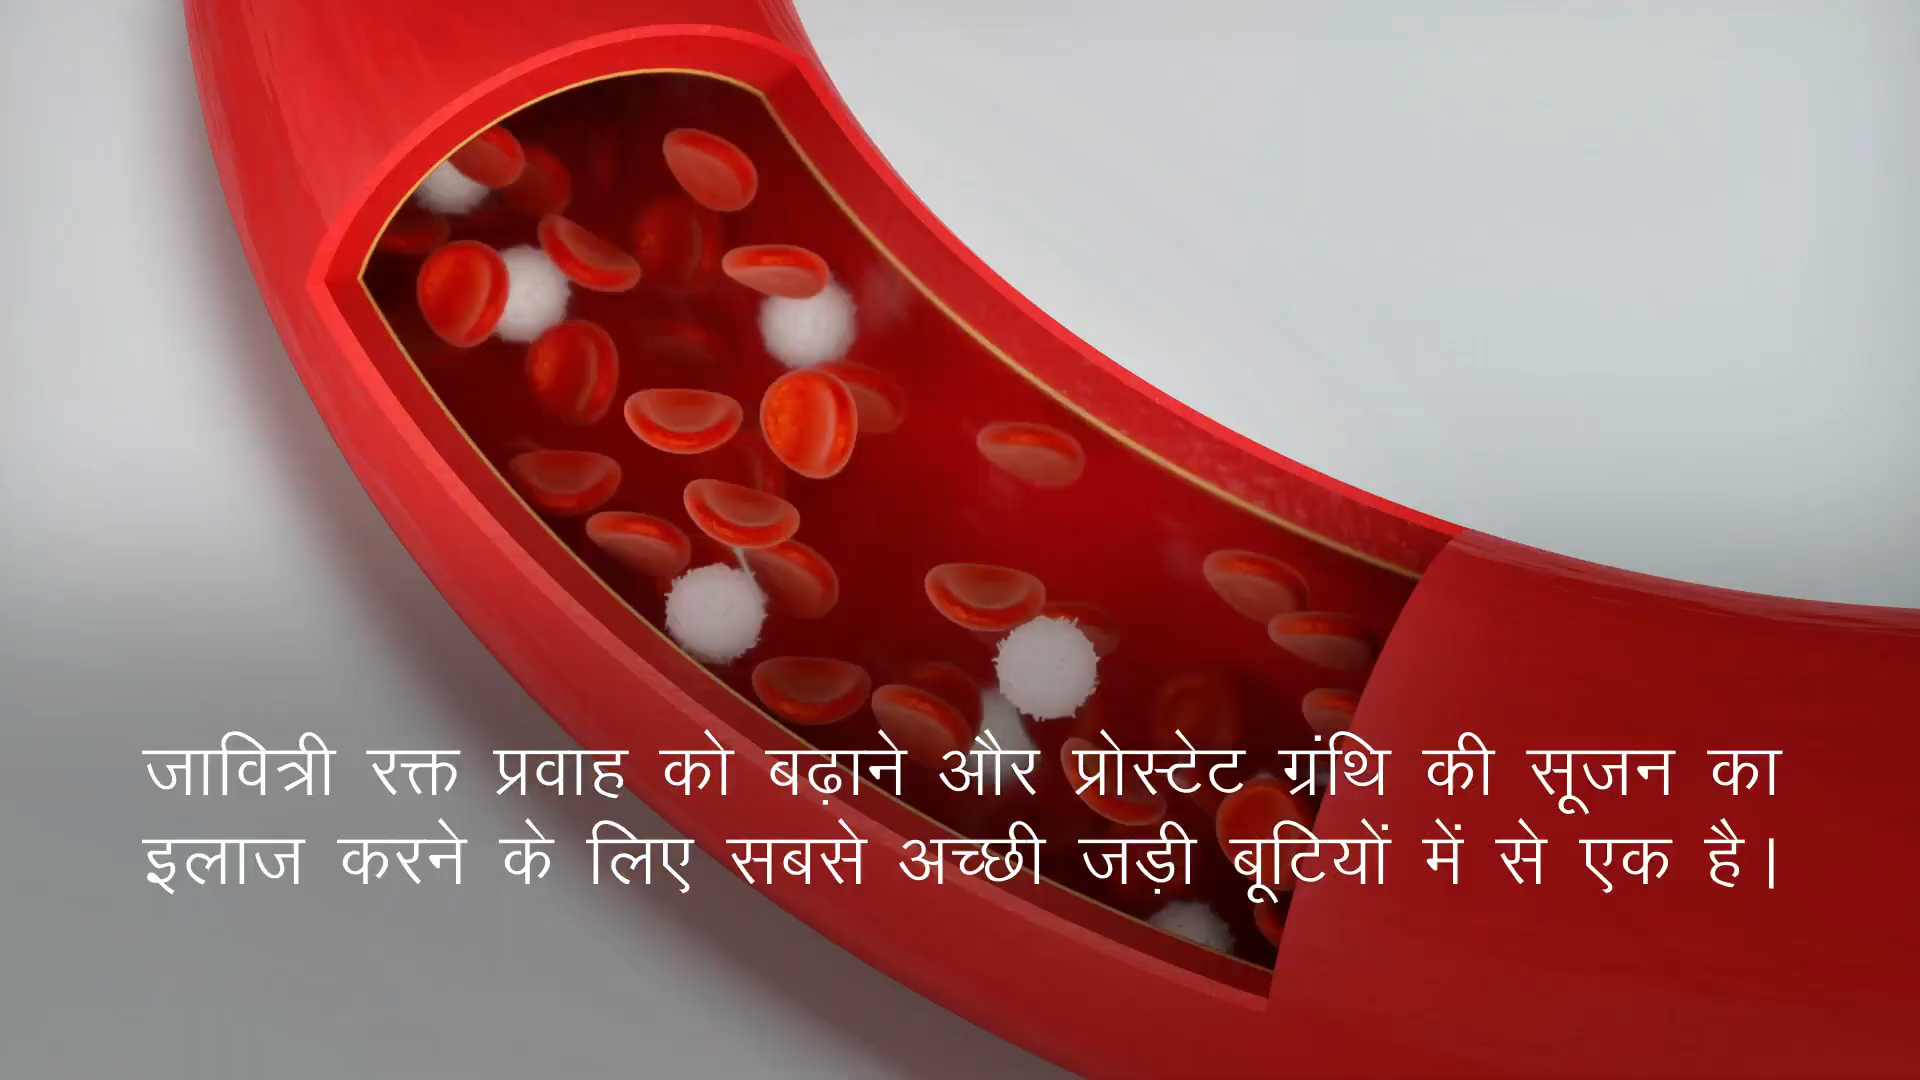 जावित्री रक्त प्रवाह को बढ़ाने और प्रोस्टेट ग्रंथि की सूजन का
इलाज करने के लिए सबसे अच्छी जड़ी बूटियों में से एक है।